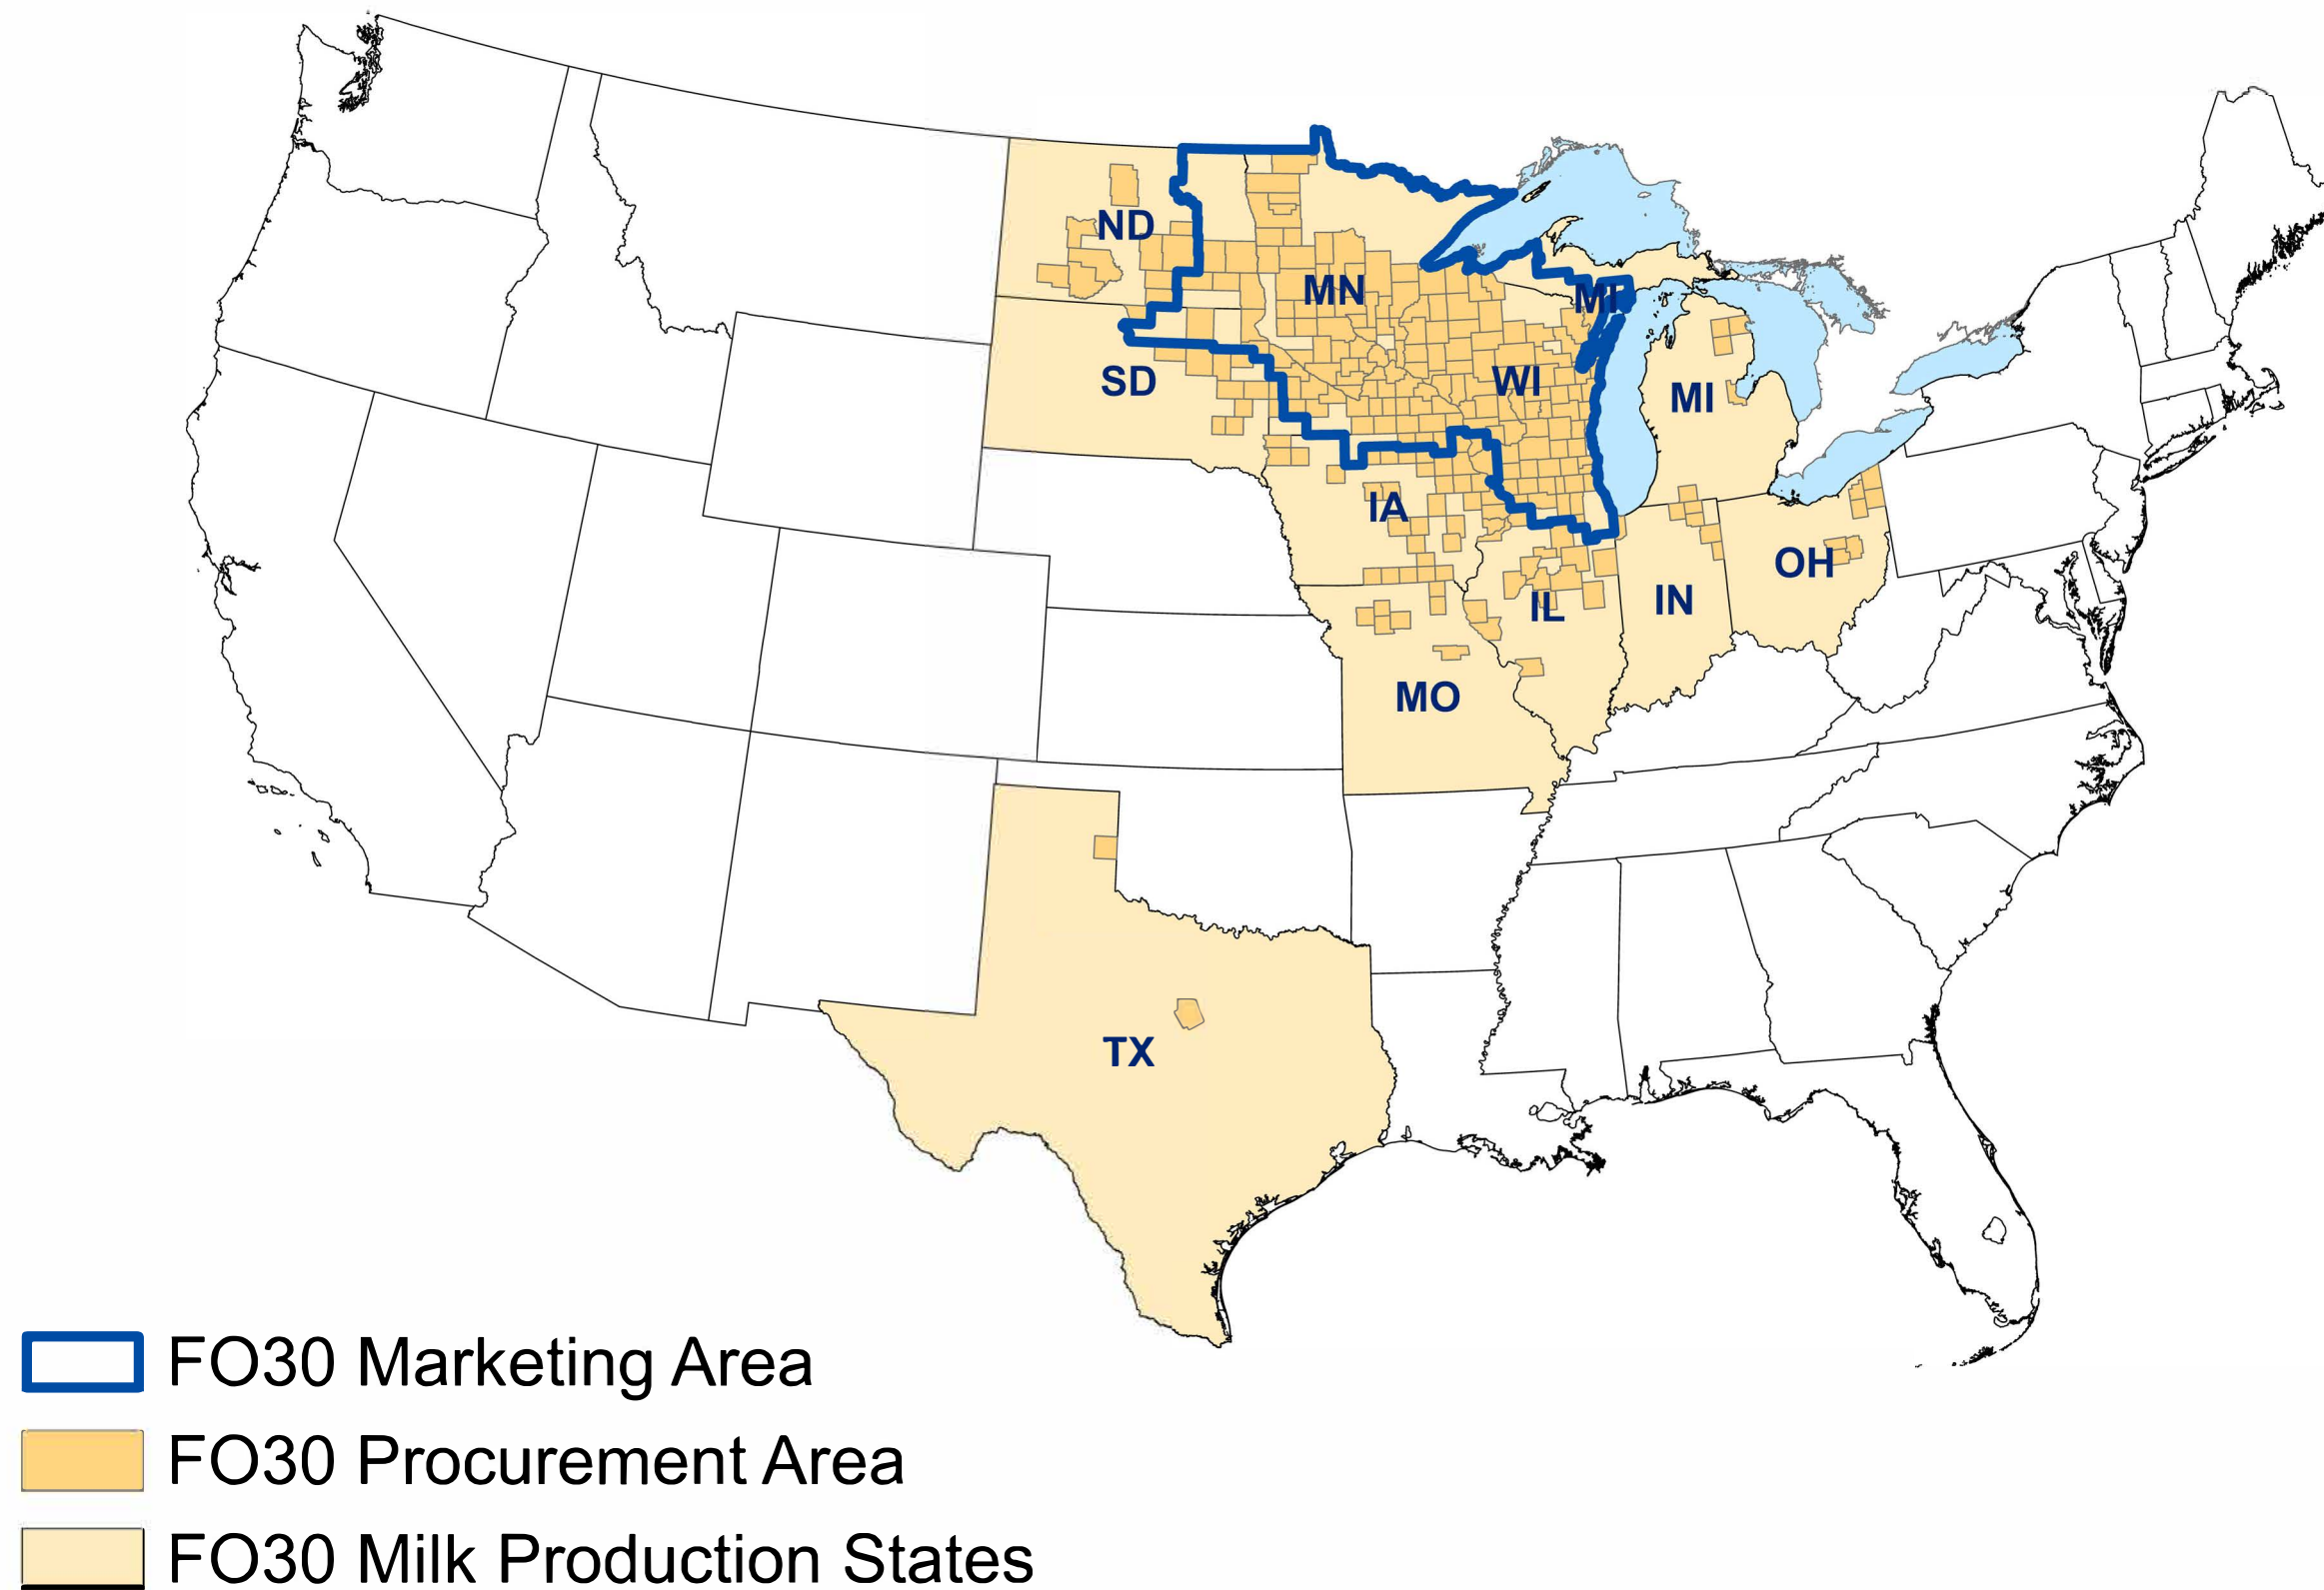 ND
MN
MI
SD
WI
MI
IA
OH
IL
IN
MO
TX
FO30 Marketing Area
FO30 Procurement Area
FO30 Milk Production States